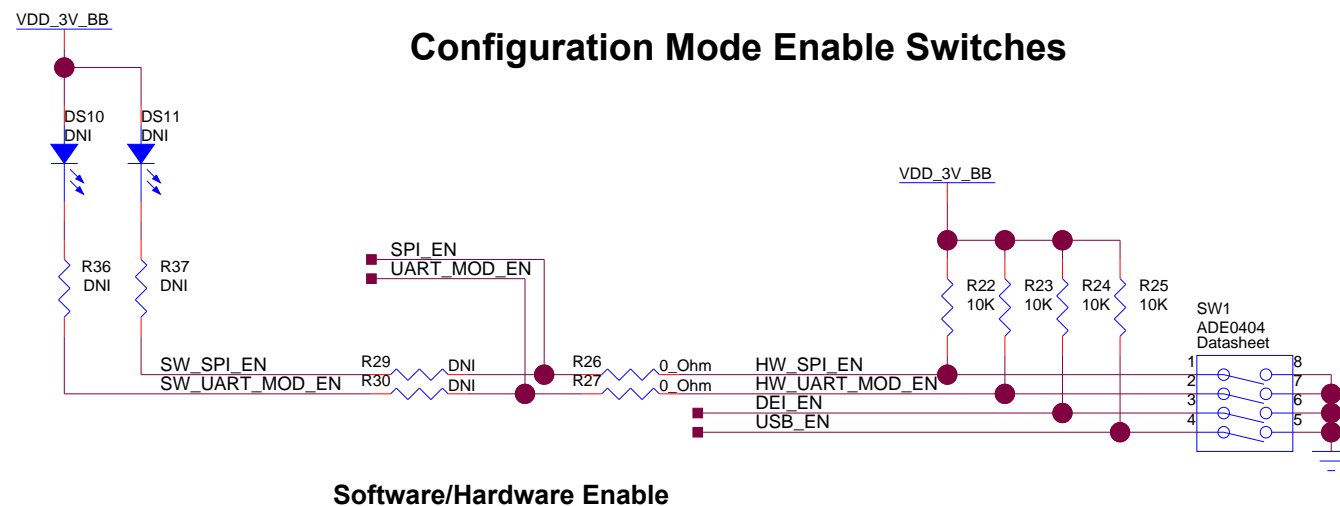 VDD_3V_BB
Configuration Mode Enable Switches
DS10
DNI
DS11
DNI
VDD_3V_BB
SPI_EN
UART_MOD_EN
R36
DNI
R37
DNI
R22
10K
R23
10K
R24
10K
R25
10K
SW1
ADE0404
Datasheet
SW_SPI_EN
R29
DNI
R26
0_Ohm
HW_SPI_EN
1
8
SW_UART_MOD_EN
R30
DNI
R27
0_Ohm
HW_UART_MOD_EN
2
7
DEI_EN
3
6
USB_EN
4
5
Software/Hardware Enable